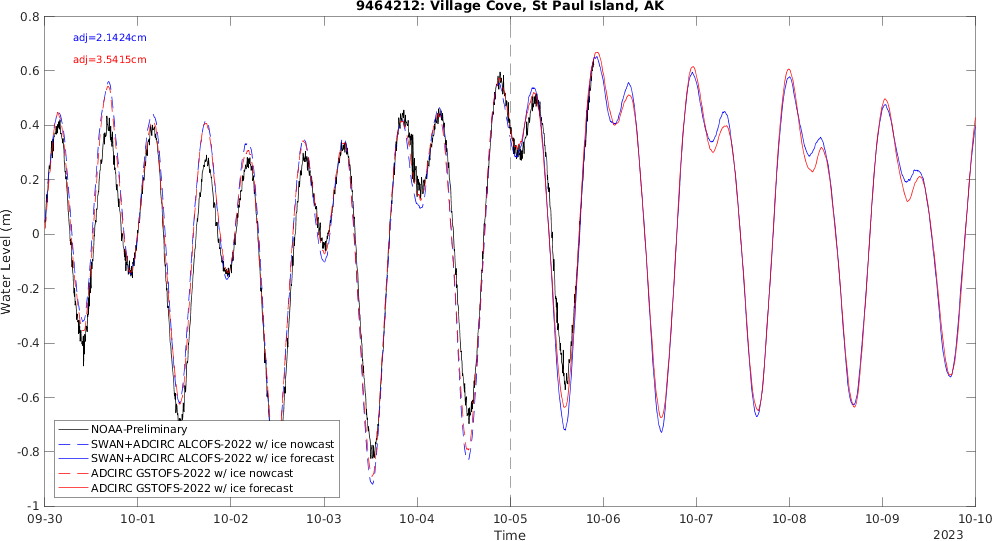 9464212: Village Cove, St Paul Island, AK
adj=2.1424cm
adj=3.5415cm
0.8
0.6
0.4
0.2
0
-0.2
-0.4
-0.6
-0.8
-1
Water Level (m)
NOAA-Preliminary
SWAN+ADCIRC ALCOFS-2022 w/ ice nowcast
SWAN+ADCIRC ALCOFS-2022 w/ ice forecast
ADCIRC GSTOFS-2022 w/ ice nowcast
ADCIRC GSTOFS-2022 w/ ice forecast
09-30 10-01 10-02 10-03 10-04 10-05 10-06 10-07 10-08 10-09 10-10
Time
2023